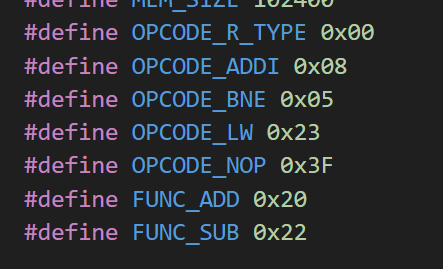 #define MEM_SIZE 102400
#define OPCODE_R_TYPE 0x00
#define OPCODE_ADDI 0x08
#define OPCODE_BNE 0x05
#define OPCODE_LW 0x23
#define OPCODE_NOP 0x3F
#define FUNC_ADD 0x20
#define FUNC_SUB 0x22